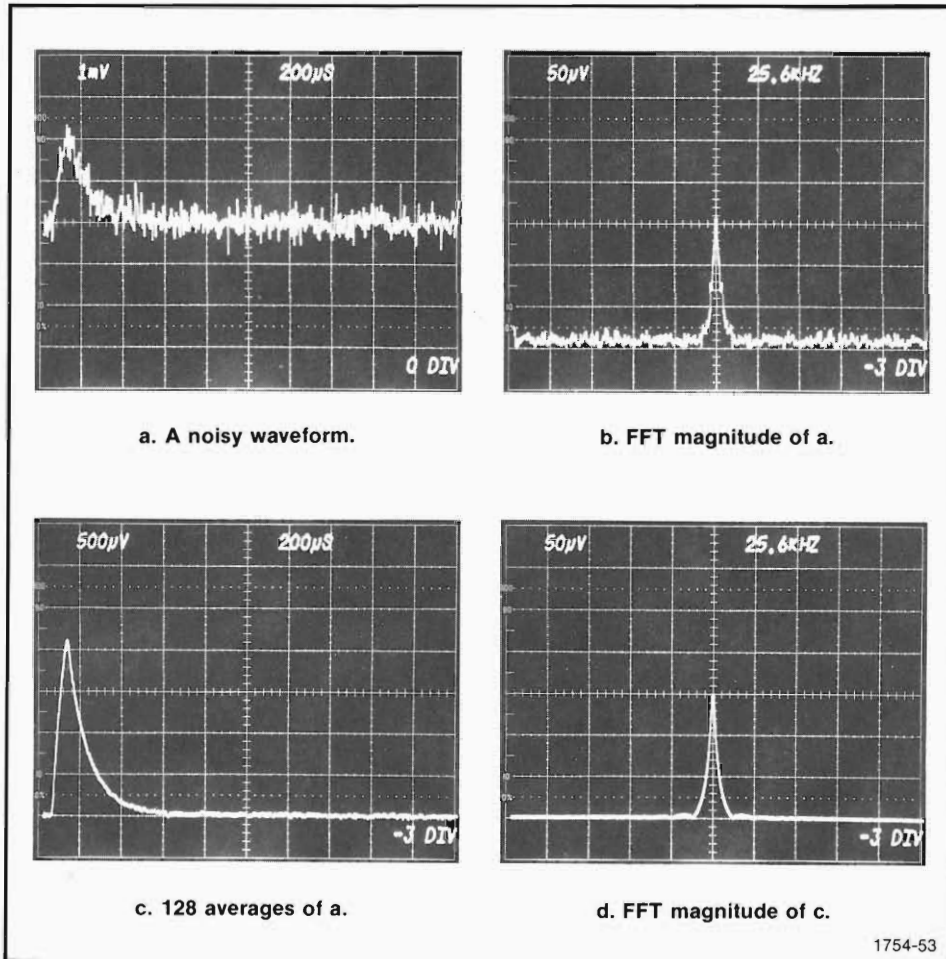 1mV 200µS
0 DIV
50µV 25.6KHZ
-3 DIV
a. A noisy waveform.
b. FFT magnitude of a.
500µV 200µS
-3 DIV
50µV 25.6KHZ
-3 DIV
c. 128 averages of a.
d. FFT magnitude of c.
1754-53